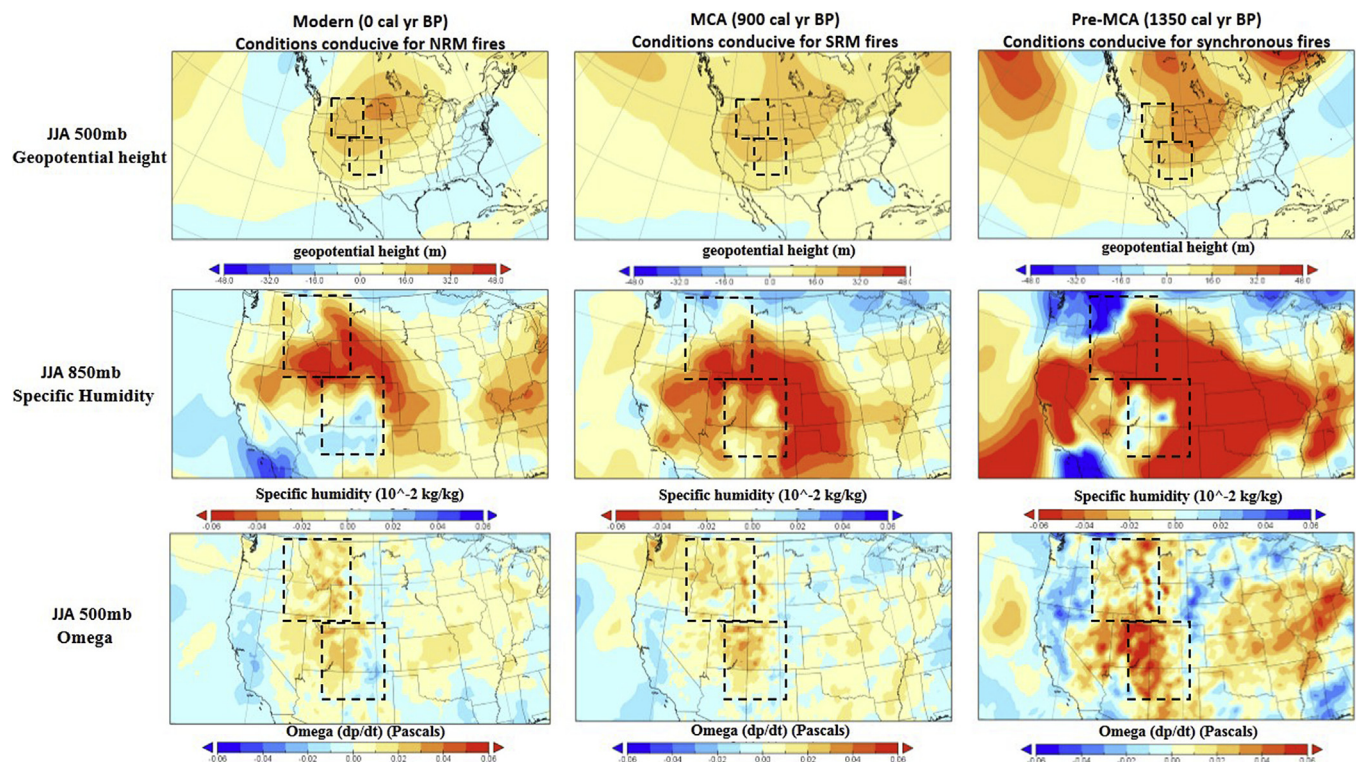 Modern (0 cal yr BP)
Conditions conducive for NRM fires
MCA (900 cal yr BP)
Conditions conducive for SRM fires
Pre-MCA (1350 cal yr BP)
Conditions conducive for synchronous fires
JJA 500mb
Geopotential height
geopotential height (m)
-48.0 -32.0 -16.0 0.0 16.0 32.0 48.0
geopotential height (m)
-48.0 -32.0 -16.0 0.0 16.0 32.0 48.
geopotential height (m)
-48.0 -32.0 -16.0 0.0 16.0 32.0 48.0
JJA 850mb
Specific Humidity
Specific humidity (10^-2 kg/kg)
-0.06 -0.04 -0.02 0.00 0.02 0.04 0.06
Specific humidity (10^-2 kg/kg)
-0.06 -0.04 -0.02 0.00 0.02 0.04 0.06
Specific humidity (10^-2 kg/kg)
-0.06 -0.04 -0.02 0.00 0.02 0.04 0.06
JJA 500mb
Omega
Omega (dp/dt) (Pascals)
-0.06 -0.04 -0.02 0.00 0.02 0.04 0.06
Omega (dp/dt) (Pascals)
-0.06 -0.04 -0.02 0.00 0.02 0.04 0.06
Omega (dp/dt) (Pascals)
-0.06 -0.04 -0.02 0.00 0.02 0.04 0.06